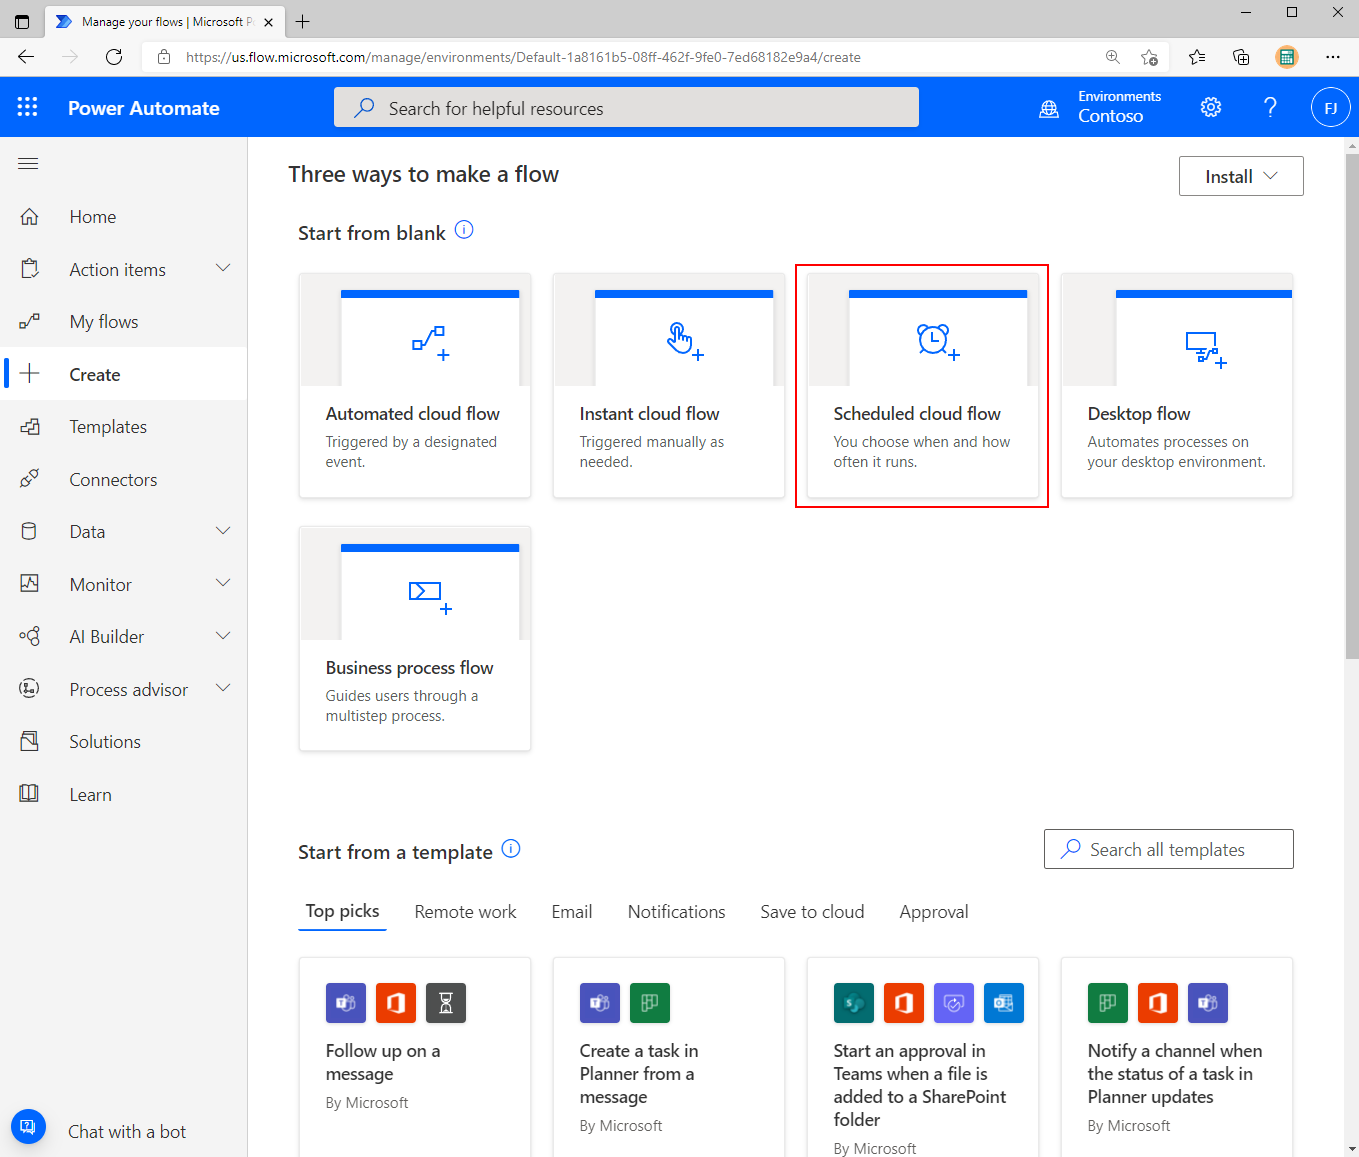 Manage your flows | Microsoft P
https://us.flow.microsoft.com/manage/environments/Default-1a8161b5-08ff-462f-9fe0-7ed68182e9a4/create
Power Automate
Search for helpful resources
Environments
Contoso
FJ
Home
Action items
My flows
Create
Templates
Connectors
Data
Monitor
AI Builder
Process advisor
Solutions
Learn
Chat with a bot
Three ways to make a flow
Install
Start from blank
Automated cloud flow
Triggered by a designated
event.
Instant cloud flow
Triggered manually as
needed.
Scheduled cloud flow
You choose when and how
often it runs.
Desktop flow
Automates processes on
your desktop environment.
Business process flow
Guides users through a
multistep process.
Start from a template
Search all templates
Top picks
Remote work
Email
Notifications
Save to cloud
Approval
Follow up on a
message
By Microsoft
Create a task in
Planner from a
message
By Microsoft
Start an approval in
Teams when a file is
added to a SharePoint
folder
By Microsoft
Notify a channel when
the status of a task in
Planner updates
By Microsoft